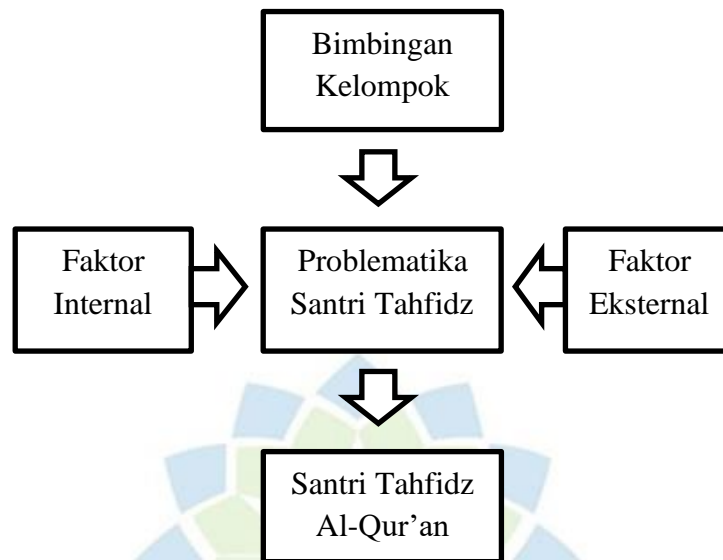 Bimbingan
Kelompok
Faktor
Internal
Problematika
Santri Tahfidz
Faktor
Eksternal
Santri Tahfidz
Al-Qur’an